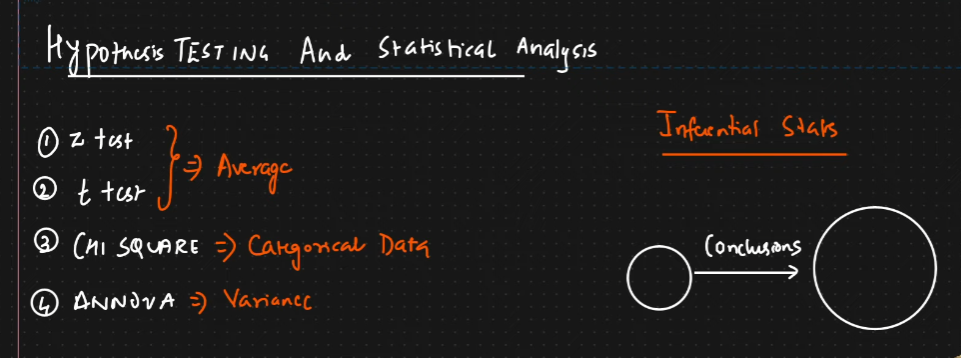 Hypothesis TESTING And Statistical Analysis
① z test
② t test
} ⇒ Average
③ CHI SQUARE ⇒ Categorical Data
④ ANNOVA ⇒ Variance
Inferential Stats
Conclusions